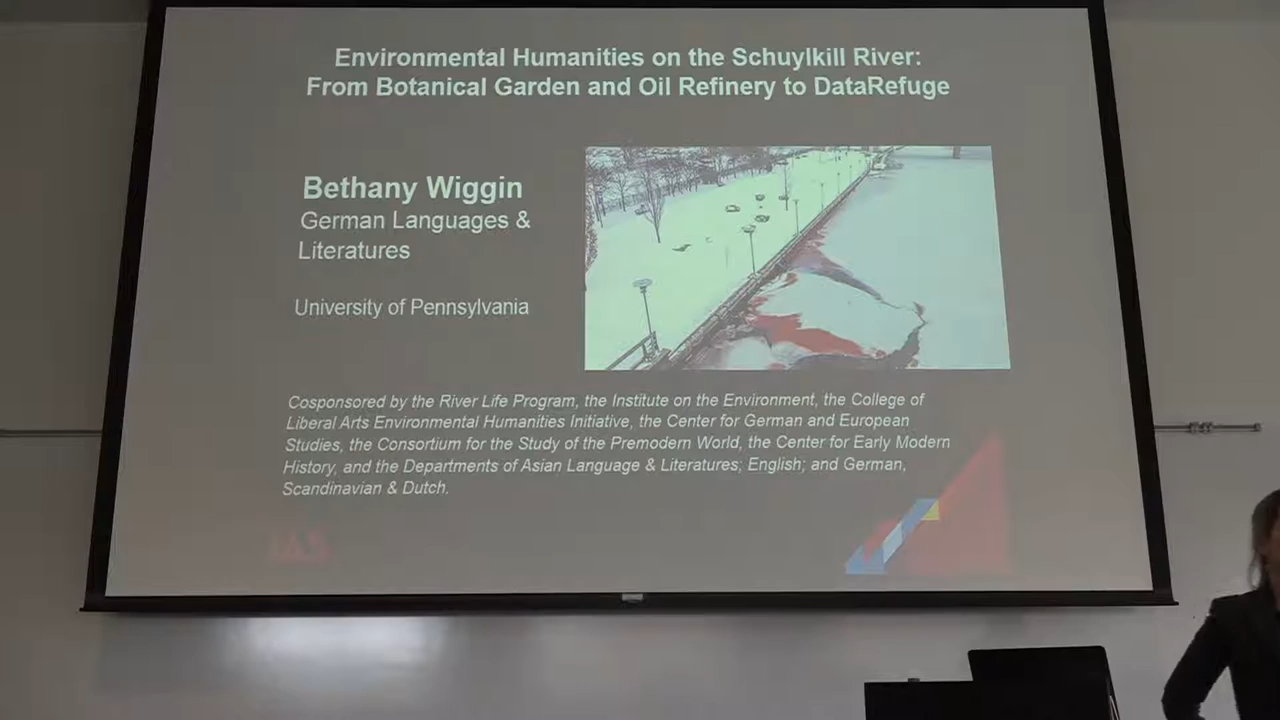 Environmental Humanities on the Schuylkill River:
From Botanical Garden and Oil Refinery to DataRefuge
Bethany Wiggin
German Languages &
Literatures
University of Pennsylvania
Cosponsored by the River Life Program, the Institute on the Environment, the College of
Liberal Arts Environmental Humanities Initiative, the Center for German and European
Studies, the Consortium for the Study of the Premodern World, the Center for Early Modern
History, and the Departments of Asian Language & Literatures; English; and German,
Scandinavian & Dutch.
IAS